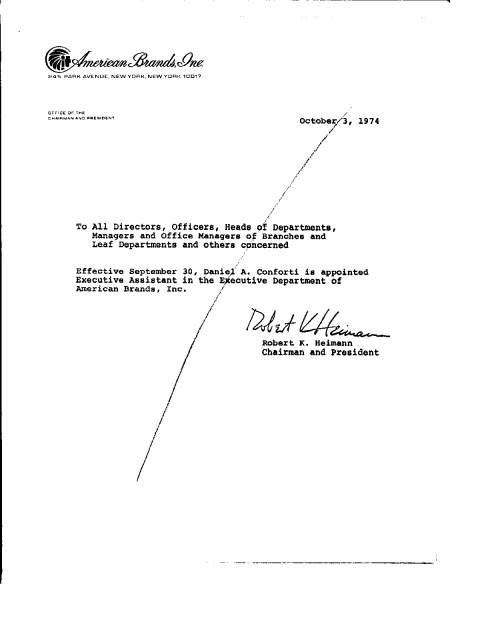 American Brands, Inc.
245 PARK AVENUE, NEW YORK, NEW YORK 10017
OFFICE OF THE
CHAIRMAN AND PRESIDENT
October 3, 1974
To All Directors, Officers, Heads of Departments,
Managers and Office Managers of Branches and
Leaf Departments and others concerned
Effective September 30, Daniel A. Conforti is appointed
Executive Assistant in the Executive Department of
American Brands, Inc.
Robert K Heimann
Robert K. Heimann
Chairman and President